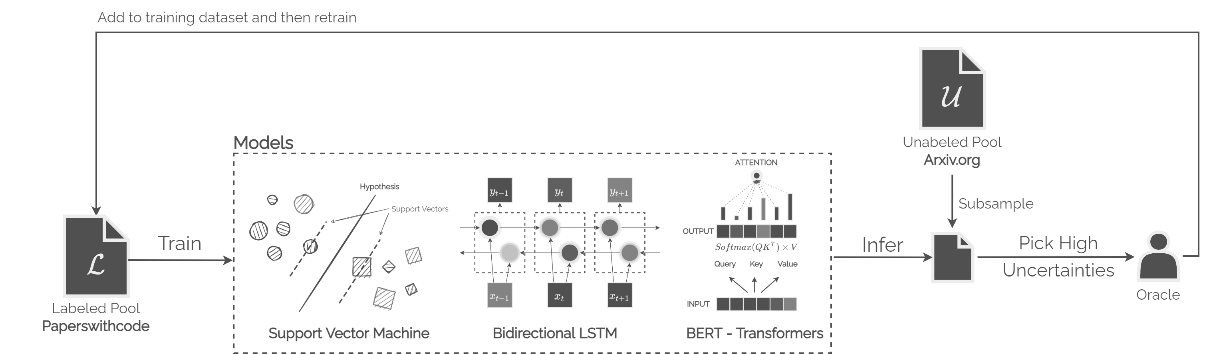 Add to training dataset and then retrain
U
Unabeled Pool
Arxiv.org
Subsample
Models
ATTENTION
Hypothesis
Support Vectors
y_{t-1}
y_t
y_{t+1}
OUTPUT
Softmax(QK^T) × V
Query
Key
Value
x_{t-1}
x_t
x_{t+1}
INPUT
Support Vector Machine
Bidirectional LSTM
BERT - Transformers
L
Train
Labeled Pool
Paperswithcode
Infer
Pick High
Uncertainties
Oracle